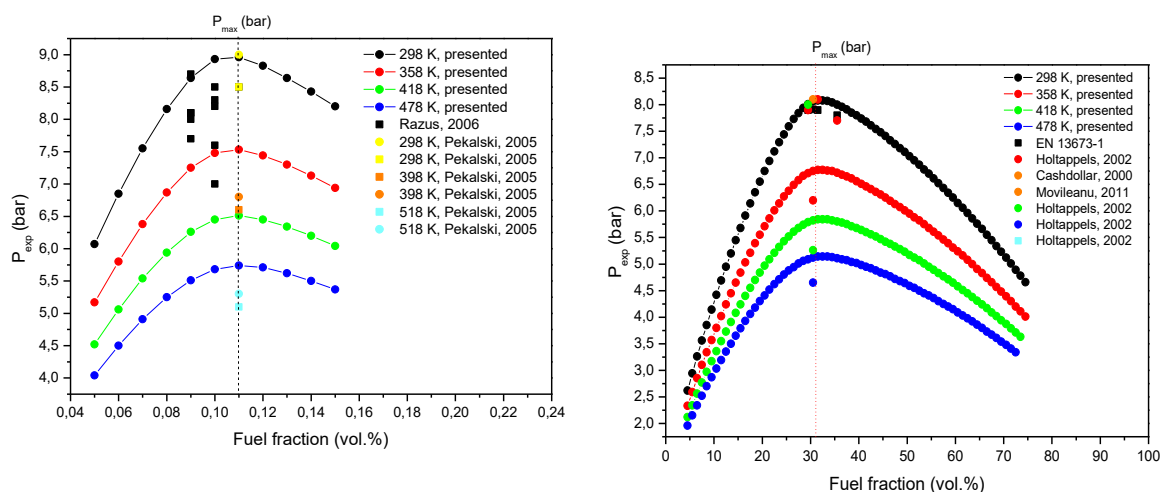 P_max (bar)
9,0
8,5
8,0
7,5
7,0
6,5
6,0
5,5
5,0
4,5
4,0
P_exp (bar)
0,04 0,06 0,08 0,10 0,12 0,14 0,16 0,18 0,20 0,22 0,24
Fuel fraction (vol.%)
298 K, presented
358 K, presented
418 K, presented
478 K, presented
Razus, 2006
298 K, Pekalski, 2005
298 K, Pekalski, 2005
398 K, Pekalski, 2005
398 K, Pekalski, 2005
518 K, Pekalski, 2005
518 K, Pekalski, 2005
P_max (bar)
8,5
8,0
7,5
7,0
6,5
6,0
5,5
5,0
4,5
4,0
3,5
3,0
2,5
2,0
P_exp (bar)
0 10 20 30 40 50 60 70 80 90 100
Fuel fraction (vol.%)
298 K, presented
358 K, presented
418 K, presented
478 K, presented
EN 13673-1
Holtappels, 2002
Cashdollar, 2000
Movileanu, 2011
Holtappels, 2002
Holtappels, 2002
Holtappels, 2002